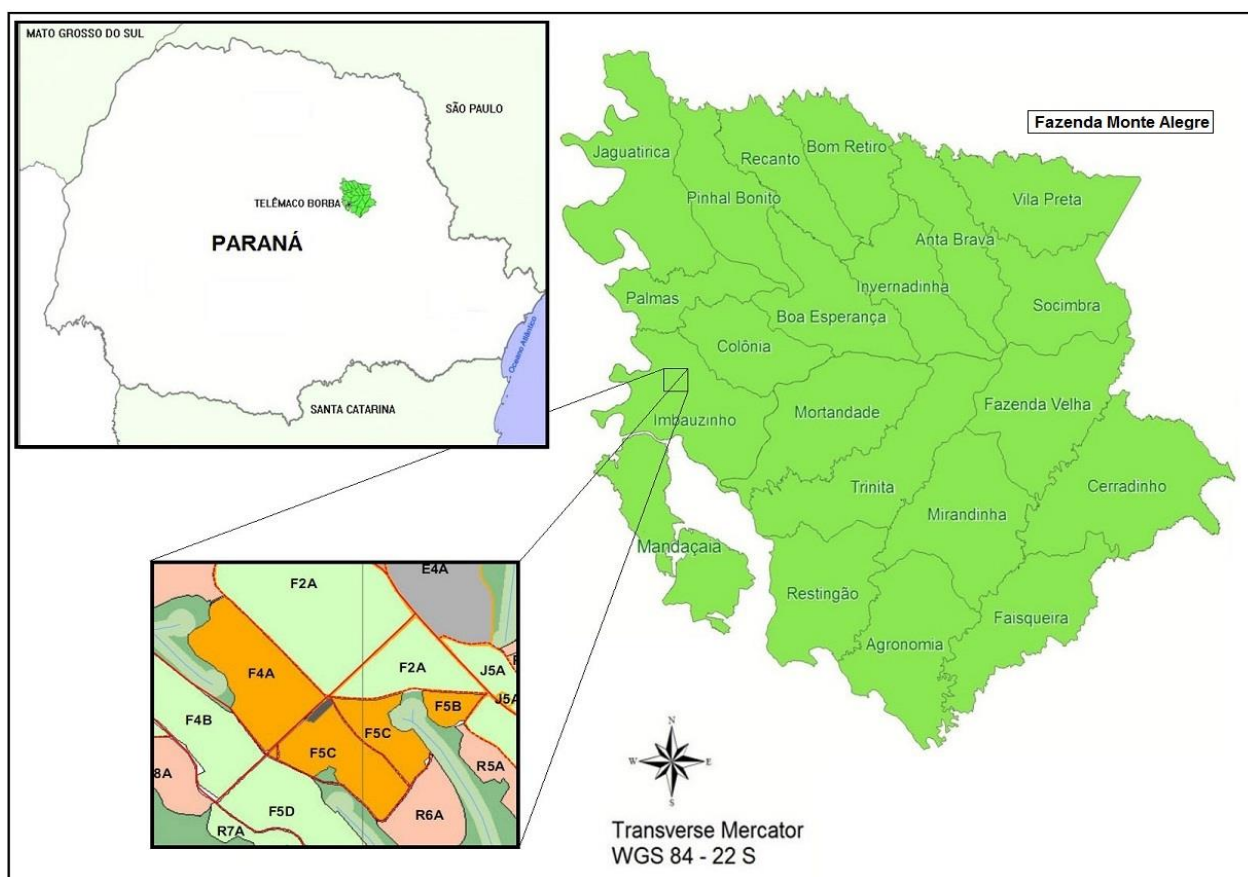 MATO GROSSO DO SUL
SÃO PAULO
TELÊMACO BORBA
PARANÁ
Oceano Atlântico
SANTA CATARINA
Fazenda Monte Alegre
Jaguatirica
Recanto
Bom Retiro
Pinhal Bonito
Vila Preta
Anta Brava
Invernadinha
Palmas
Socimbra
Boa Esperança
Colônia
Fazenda Velha
Mortandade
Imbauzinho
Trinita
Cerradinho
Mirandinha
Mandaçaia
Restingão
Faisqueira
Agronomia
E4A
F2A
F2A
F4A
J5A
J5A
F5B
F4B
F5C
F5C
R5A
8A
F5D
R6A
R7A
N
W
E
S
Transverse Mercator
WGS 84 - 22 S